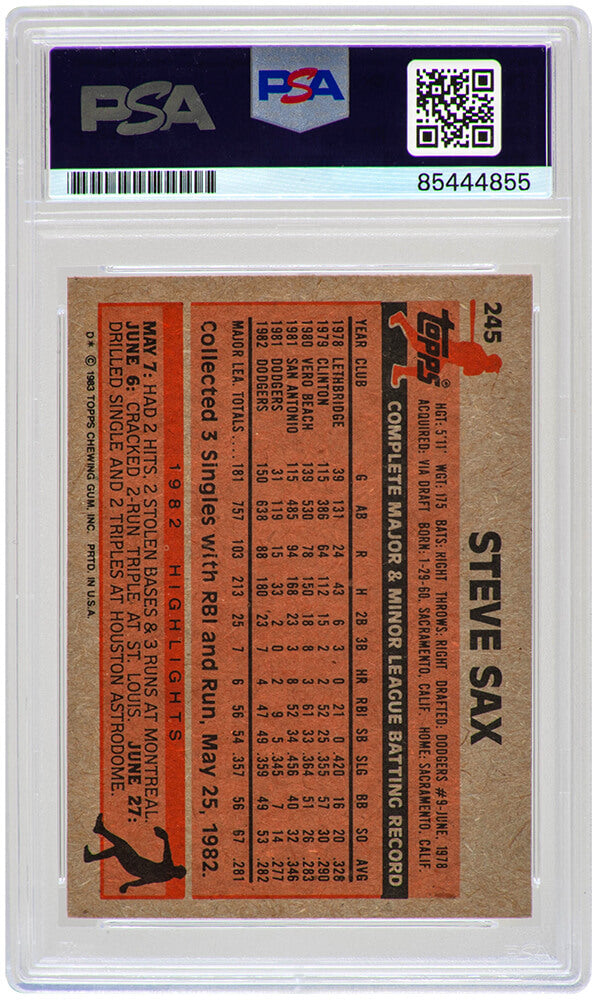 PSA
PSA
85444855
245
STEVE SAX
topps®
HGT: 5'11" WGT: 175 BATS: RIGHT THROWS: RIGHT DRAFTED: DODGERS #9-JUNE, 1978
ACQUIRED: VIA DRAFT BORN: 1-29-60, SACRAMENTO, CALIF. HOME: SACRAMENTO, CALIF.
COMPLETE MAJOR & MINOR LEAGUE BATTING RECORD
YEAR CLUB G AB R H 2B 3B HR RBI SB SLG BB SO AVG
1978 LETHBRIDGE 39 131 24 43 6 3 0 21 0 .420 16 20 .328
1979 CLINTON 115 386 64 112 15 2 2 52 25 .355 57 30 .290
1980 VERO BEACH 139 530 78 150 18 8 3 61 33 .364 51 26 .283
1981 SAN ANTONIO 115 485 94 168 23 3 8 52 34 .456 40 32 .346
1981 DODGERS 31 119 15 33 2 0 2 9 5 .345 7 14 .277
1982 DODGERS 150 638 88 180 23 7 4 47 49 .359 49 53 .282
MAJOR LEA. TOTALS.... 181 757 103 213 25 7 6 56 54 .357 56 67 .281
Collected 3 Singles with RBI and Run, May 25, 1982.
1982 HIGHLIGHTS
MAY 7: HAD 2 HITS, 2 STOLEN BASES & 3 RUNS AT MONTREAL.
JUNE 6: CRACKED 2-RUN TRIPLE AT ST. LOUIS. JUNE 27:
DRILLED SINGLE AND 2 TRIPLES AT HOUSTON ASTRODOME.
D* © 1983 TOPPS CHEWING GUM, INC. PRTD. IN U.S.A.